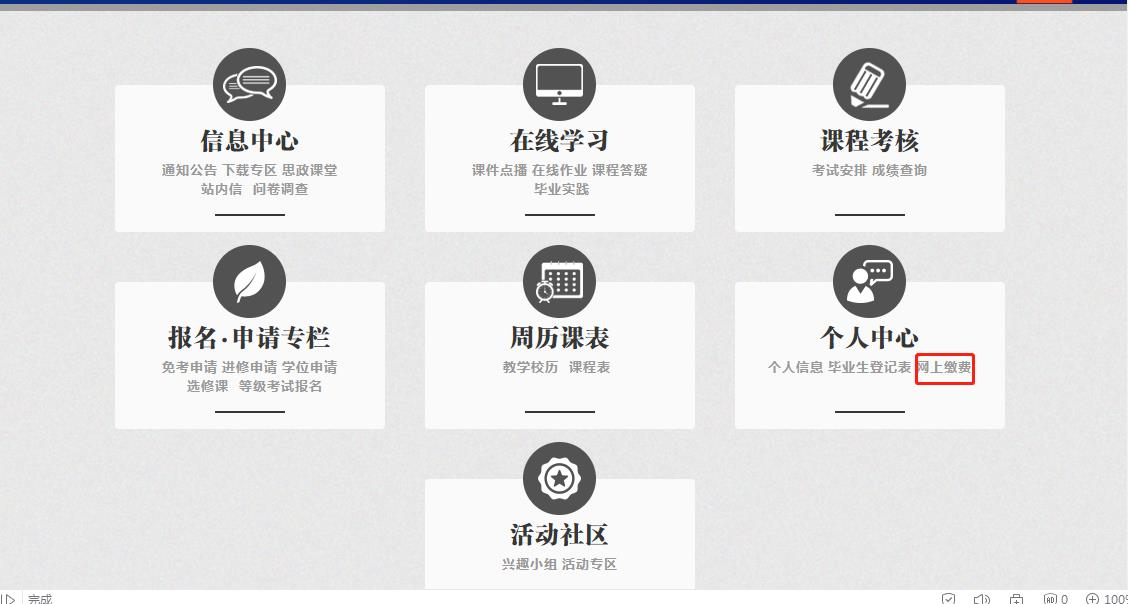 信息中心
通知公告 下载专区 思政课堂
站内信 问卷调查
在线学习
课件点播 在线作业 课程答疑
毕业实践
课程考核
考试安排 成绩查询
报名·申请专栏
免考申请 进修申请 学位申请
选修课 等级考试报名
周历课表
教学校历 课程表
个人中心
个人信息 毕业生登记表 网上缴费
活动社区
兴趣小组 活动专区
完成
AD 0
100%